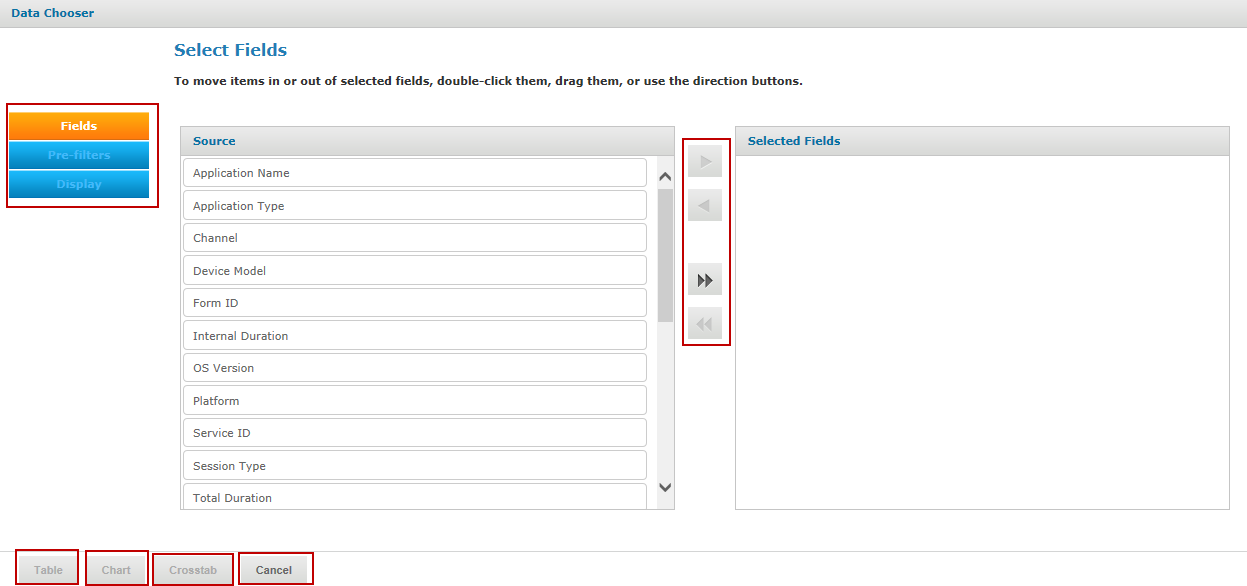 Data Chooser
Select Fields
To move items in or out of selected fields, double-click them, drag them, or use the direction buttons.
Fields
Pre-filters
Display
Source
Application Name
Application Type
Channel
Device Model
Form ID
Internal Duration
OS Version
Platform
Service ID
Session Type
Total Duration
Selected Fields
Table
Chart
Crosstab
Cancel